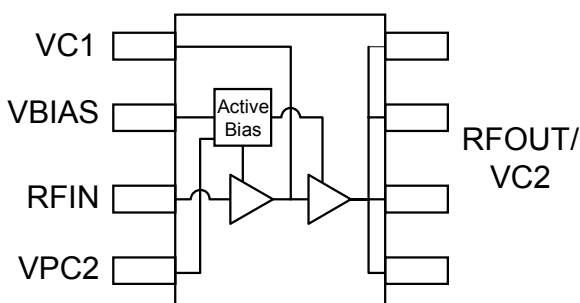 VC1
VBIAS
Active
Bias
RFIN
VPC2
RFOUT/
VC2